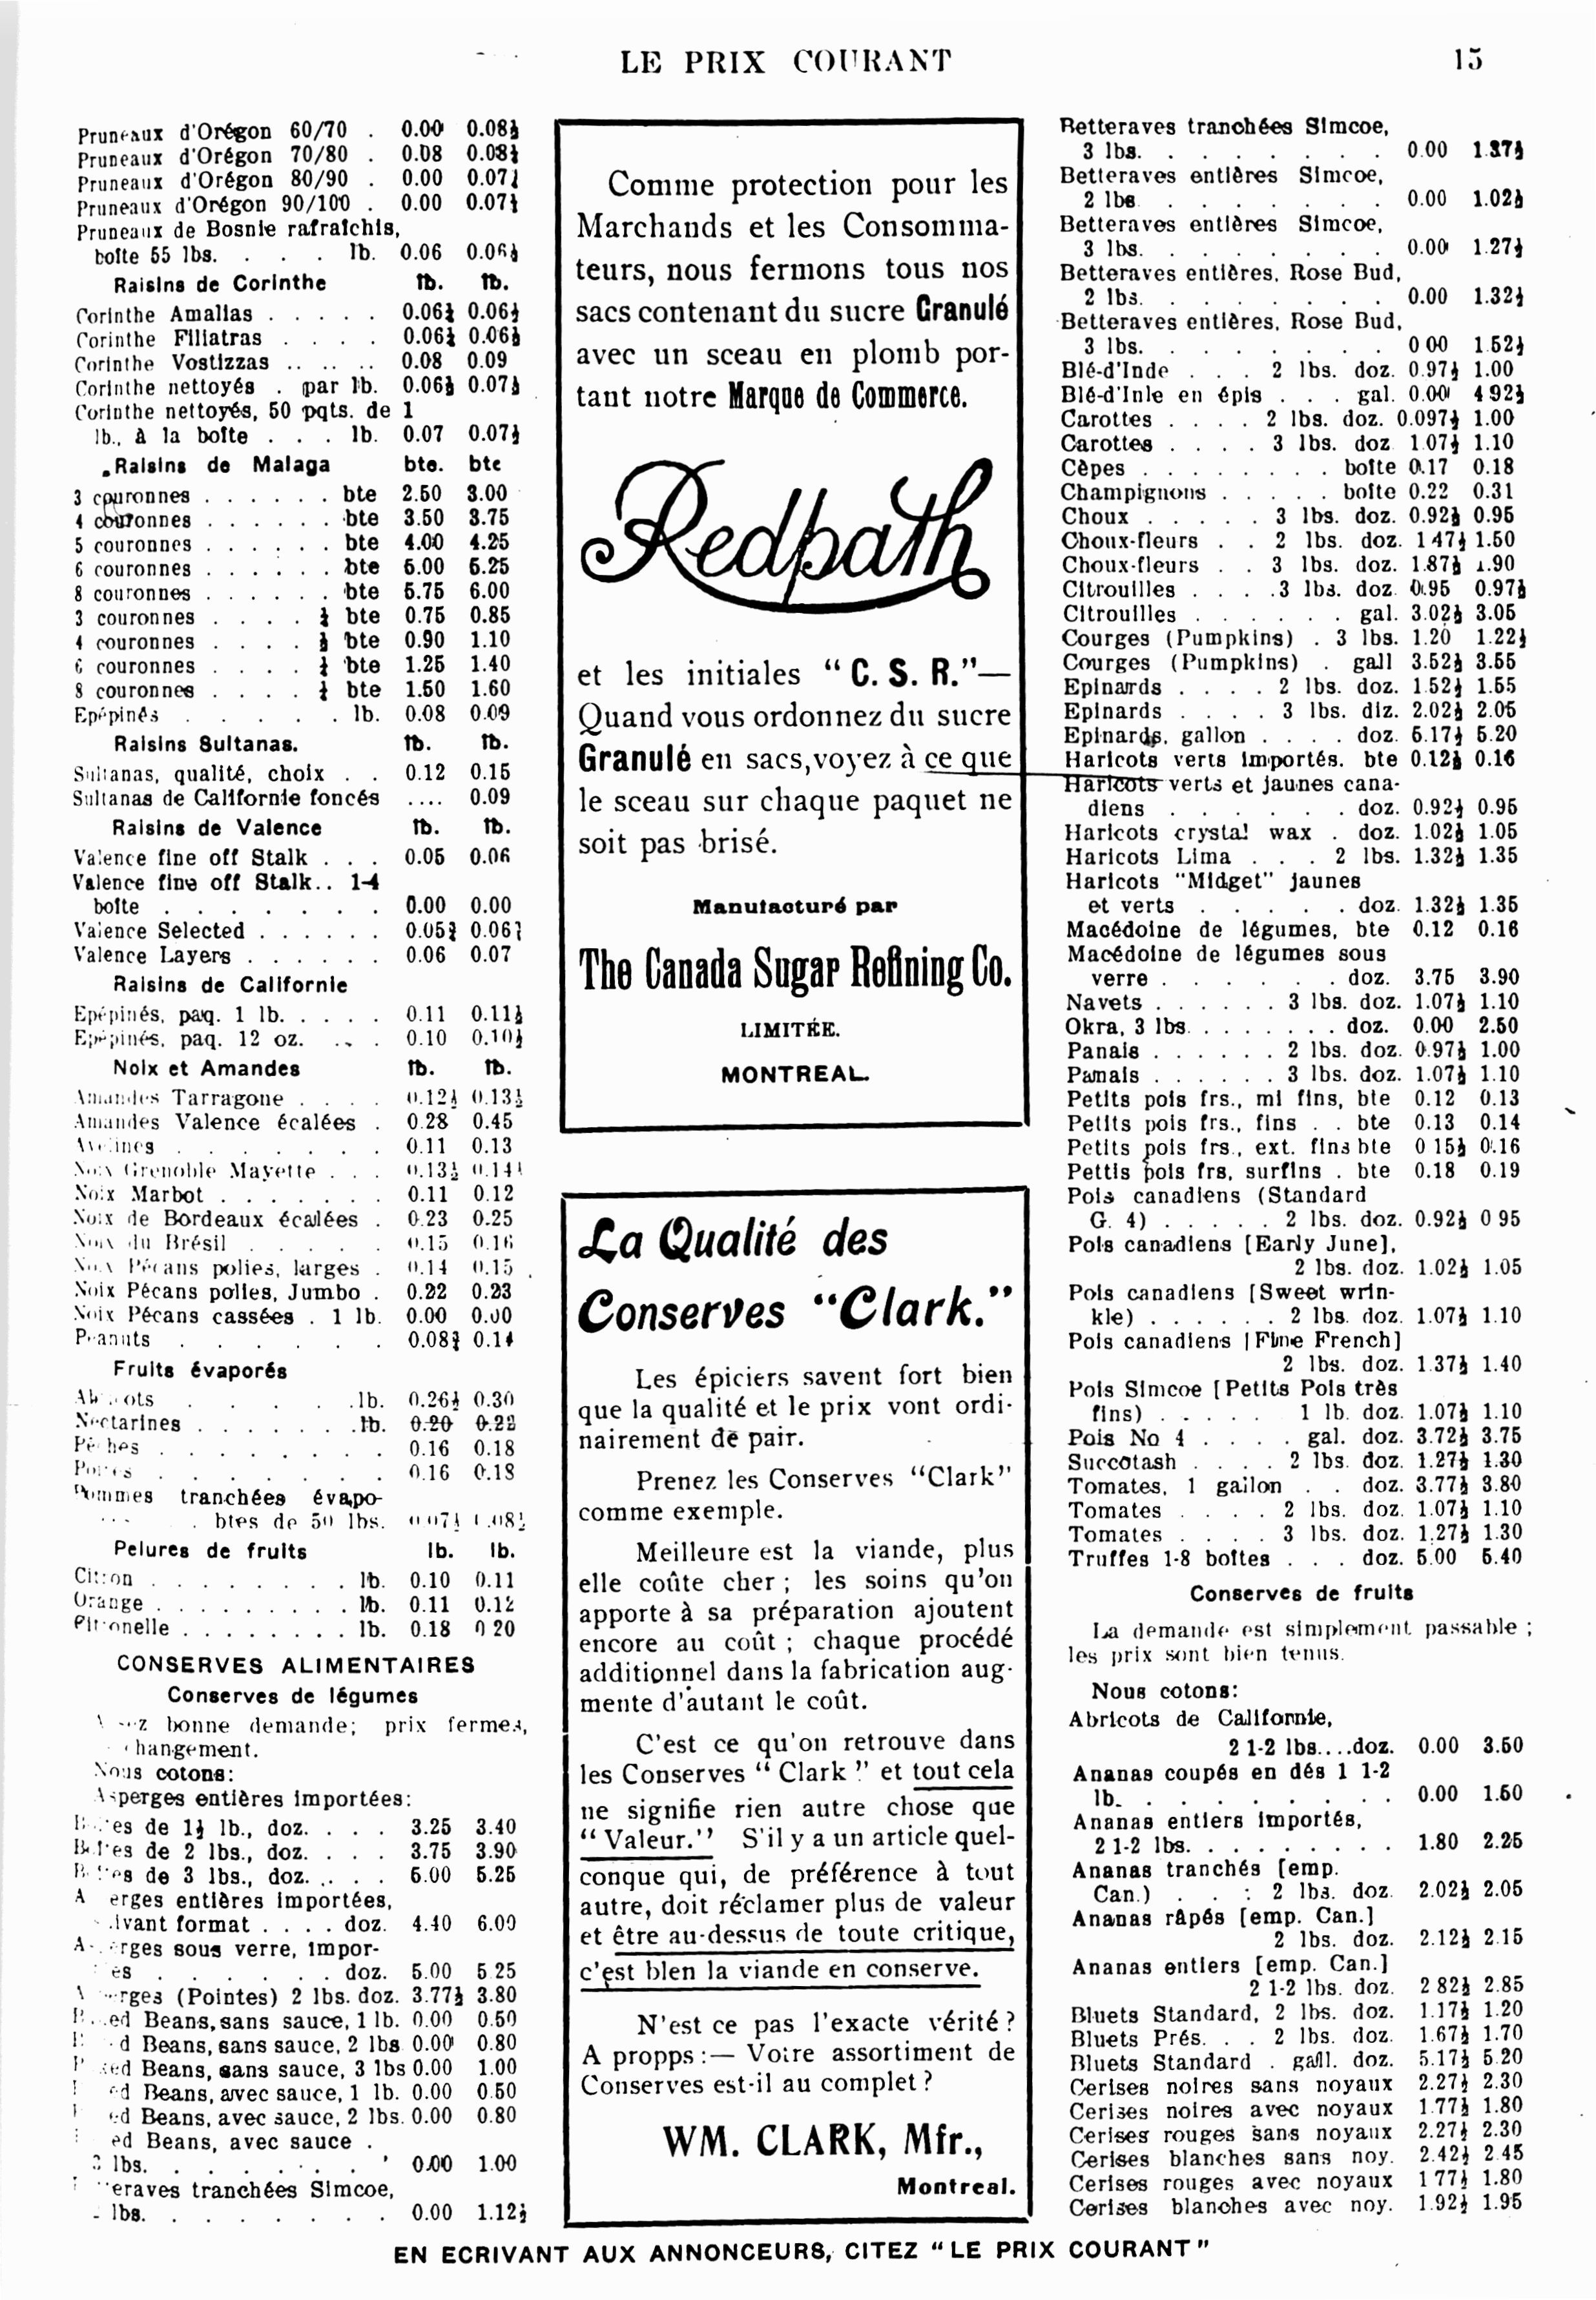 LE PRIX COURANT
15
Pruneaux d'Orégon 60/70 . 0.00 0.08½
Pruneaux d'Orégon 70/80 . 0.08 0.08½
Pruneaux d'Orégon 80/90 . 0.00 0.07½
Pruneaux d'Orégon 90/100 . 0.00 0.07½
Pruneaux de Bosnie rafraîchis,
boîte 55 lbs. . . . lb. 0.06 0.06½
Raisins de Corinthe lb. lb.
Corinthe Amalias . . . . . 0.06¼ 0.06½
Corinthe Filiatras . . . . 0.06¼ 0.06½
Corinthe Vostizzas .. .. .. 0.08 0.09
Corinthe nettoyés . par lb. 0.06½ 0.07½
Corinthe nettoyés, 50 pqts. de 1
lb., à la boîte . . . lb. 0.07 0.07½
Raisins de Malaga bte. bte
3 couronnes . . . . . . bte 2.50 3.00
4 couronnes . . . . . . bte 3.50 3.75
5 couronnes . . . . . . bte 4.00 4.25
6 couronnes . . . . . . bte 5.00 5.25
8 couronnes . . . . . . bte 5.75 6.00
3 couronnes . . . . ¼ bte 0.75 0.85
4 couronnes . . . . ¼ bte 0.90 1.10
6 couronnes . . . . ¼ bte 1.25 1.40
8 couronnes . . . . ¼ bte 1.50 1.60
Epépinés . . . . . lb. 0.08 0.09
Raisins Sultanas. lb. lb.
Sultanas, qualité, choix . . 0.12 0.15
Sultanas de Californie foncés .... 0.09
Raisins de Valence lb. lb.
Valence fine off Stalk . . . 0.05 0.06
Valence fine off Stalk.. 1-4
boîte . . . . . . . 0.00 0.00
Valence Selected . . . . . . 0.05¾ 0.06¾
Valence Layers . . . . . . 0.06 0.07
Raisins de Californie
Epépinés, paq. 1 lb. . . . . 0.11 0.11½
Epépinés, paq. 12 oz. .. . 0.10 0.10½
Noix et Amandes lb. lb.
Amandes Tarragone . . . . 0.12½ 0.13½
Amandes Valence écalées . 0.28 0.45
Avelines . . . . . . . 0.11 0.13
Noix Grenoble Mayette . . . 0.13½ 0.14½
Noix Marbot . . . . . . . 0.11 0.12
Noix de Bordeaux écalées . 0.23 0.25
Noix du Brésil . . . . . 0.15 0.16
Noix Pécans polies, larges . 0.14 0.15
Noix Pécans polies, Jumbo . 0.22 0.23
Noix Pécans cassées . 1 lb. 0.00 0.00
Peanuts . . . . . . 0.08¾ 0.14
Fruits évaporés
Abricots . . . . .lb. 0.26½ 0.30
Nectarines . . . . . . .lb. 0.20 0.22
Pêches . . . . . . . . 0.16 0.18
Poires . . . . . . . . 0.16 0.18
Pommes tranchées évapo-
btes de 50 lbs. 0.07½ 0.08½
Pelures de fruits lb. lb.
Citron . . . . . . . . lb. 0.10 0.11
Orange . . . . . . . . lb. 0.11 0.12
Citronelle . . . . . . . . lb. 0.18 0 20
CONSERVES ALIMENTAIRES
Conserves de légumes
bonne demande; prix fermes,
changement.
Nous cotons:
Asperges entières importées:
Boîtes de 1½ lb., doz. . . . 3.25 3.40
Boîtes de 2 lbs., doz. . . . 3.75 3.90
Boîtes de 3 lbs., doz. .. . . 5.00 5.25
Asperges entières importées,
suivant format . . . . doz. 4.40 6.00
Asperges sous verre, impor-
tées . . . . . . . doz. 5.00 5 25
Asperges (Pointes) 2 lbs. doz. 3.77½ 3.80
Baked Beans, sans sauce, 1 lb. 0.00 0.50
Baked Beans, sans sauce, 2 lbs 0.00 0.80
Baked Beans, sans sauce, 3 lbs 0.00 1.00
Baked Beans, avec sauce, 1 lb. 0.00 0.50
Baked Beans, avec sauce, 2 lbs. 0.00 0.80
Baked Beans, avec sauce .
3 lbs. . . . . . . . 0.00 1.00
Betteraves tranchées Simcoe,
lbs. . . . . . . . . 0.00 1.12½
Comme protection pour les
Marchands et les Consomma-
teurs, nous fermons tous nos
sacs contenant du sucre Granulé
avec un sceau en plomb por-
tant notre Marque de Commerce.
Redpath
et les initiales "C. S. R."—
Quand vous ordonnez du sucre
Granulé en sacs, voyez à ce que
le sceau sur chaque paquet ne
soit pas brisé.
Manufacturé par
The Canada Sugar Refining Co.
LIMITÉE.
MONTREAL.
La Qualité des
Conserves "Clark."
Les épiciers savent fort bien
que la qualité et le prix vont ordi-
nairement de pair.
Prenez les Conserves "Clark"
comme exemple.
Meilleure est la viande, plus
elle coûte cher ; les soins qu'on
apporte à sa préparation ajoutent
encore au coût ; chaque procédé
additionnel dans la fabrication aug-
mente d'autant le coût.
C'est ce qu'on retrouve dans
les Conserves "Clark" et tout cela
ne signifie rien autre chose que
"Valeur." S'il y a un article quel-
conque qui, de préférence à tout
autre, doit réclamer plus de valeur
et être au-dessus de toute critique,
c'est bien la viande en conserve.
N'est ce pas l'exacte vérité ?
A propps :— Votre assortiment de
Conserves est-il au complet ?
WM. CLARK, Mfr.,
Montreal.
Betteraves tranchées Simcoe,
3 lbs. . . . . . . . 0.00 1.37½
Betteraves entières Simcoe,
2 lbs . . . . . . . 0.00 1.02½
Betteraves entières Simcoe,
3 lbs. . . . . . . . 0.00 1.27½
Betteraves entières, Rose Bud,
2 lbs. . . . . . . . 0.00 1.32½
Betteraves entières, Rose Bud,
3 lbs. . . . . . . . 0 00 1.52½
Blé-d'Inde . . . 2 lbs. doz. 0.97½ 1.00
Blé-d'Inle en épis . . . gal. 0.00 4 92½
Carottes . . . . 2 lbs. doz. 0.097½ 1.00
Carottes . . . . 3 lbs. doz 1.07½ 1.10
Cèpes . . . . . . . . boîte 0.17 0.18
Champignons . . . . . boîte 0.22 0.31
Choux . . . . . 3 lbs. doz. 0.92½ 0.95
Choux-fleurs . . 2 lbs. doz. 1 47½ 1.50
Choux-fleurs . . 3 lbs. doz. 1.87½ 1.90
Citrouilles . . . .3 lbs. doz. 0.95 0.97½
Citrouilles . . . . . . gal. 3.02½ 3.05
Courges (Pumpkins) . 3 lbs. 1.20 1.22½
Courges (Pumpkins) . gall 3.52½ 3.55
Epinards . . . . 2 lbs. doz. 1.52½ 1.55
Epinards . . . . 3 lbs. diz. 2.02½ 2.05
Epinards, gallon . . . . doz. 5.17½ 5.20
Haricots verts importés. bte 0.12½ 0.16
Haricots verts et jaunes cana-
diens . . . . . . doz. 0.92½ 0.95
Haricots crystal wax . doz. 1.02½ 1.05
Haricots Lima . . . 2 lbs. 1.32½ 1.35
Haricots "Midget" jaunes
et verts . . . . . . doz. 1.32½ 1.35
Macédoine de légumes, bte 0.12 0.16
Macédoine de légumes sous
verre . . . . . . . doz. 3.75 3.90
Navets . . . . . . 3 lbs. doz. 1.07½ 1.10
Okra, 3 lbs. . . . . . . . doz. 0.00 2.50
Panais . . . . . . 2 lbs. doz. 0.97½ 1.00
Panais . . . . . . 3 lbs. doz. 1.07½ 1.10
Petits pois frs., mi fins, bte 0.12 0.13
Petits pois frs., fins . . bte 0.13 0.14
Petits pois frs., ext. fins bte 0 15½ 0.16
Pettis pois frs, surfins . bte 0.18 0.19
Pois canadiens (Standard
G. 4) . . . . . 2 lbs. doz. 0.92½ 0 95
Pois canadiens [Early June],
2 lbs. doz. 1.02½ 1.05
Pois canadiens [Sweet wrin-
kle) . . . . . . 2 lbs. doz. 1.07½ 1.10
Pois canadiens [Fine French]
2 lbs. doz. 1.37½ 1.40
Pois Simcoe [Petits Pois très
fins) . . . . . 1 lb. doz. 1.07½ 1.10
Pois No 4 . . . . gal. doz. 3.72½ 3.75
Succotash . . . . 2 lbs. doz. 1.27½ 1.30
Tomates, 1 gallon . . doz. 3.77½ 3.80
Tomates . . . . 2 lbs. doz. 1.07½ 1.10
Tomates . . . . 3 lbs. doz. 1.27½ 1.30
Truffes 1-8 boîtes . . . doz. 5.00 5.40
Conserves de fruits
La demande est simplement passable ;
les prix sont bien tenus.
Nous cotons:
Abricots de Californie,
2 1-2 lbs....doz. 0.00 3.50
Ananas coupés en dés 1 1-2
lb. . . . . . . . . . 0.00 1.50
Ananas entiers importés,
2 1-2 lbs. . . . . . . . . 1.80 2.25
Ananas tranchés [emp.
Can.) . . . 2 lbs. doz. 2.02½ 2.05
Ananas râpés [emp. Can.]
2 lbs. doz. 2.12½ 2.15
Ananas entiers [emp. Can.]
2 1-2 lbs. doz. 2 82½ 2.85
Bluets Standard, 2 lbs. doz. 1.17½ 1.20
Bluets Prés. . . 2 lbs. doz. 1.67½ 1.70
Bluets Standard . gall. doz. 5.17½ 5.20
Cerises noires sans noyaux 2.27½ 2.30
Cerises noires avec noyaux 1.77½ 1.80
Cerises rouges sans noyaux 2.27½ 2.30
Cerises blanches sans noy. 2.42½ 2 45
Cerises rouges avec noyaux 1 77½ 1.80
Cerises blanches avec noy. 1.92½ 1.95
EN ECRIVANT AUX ANNONCEURS, CITEZ "LE PRIX COURANT"